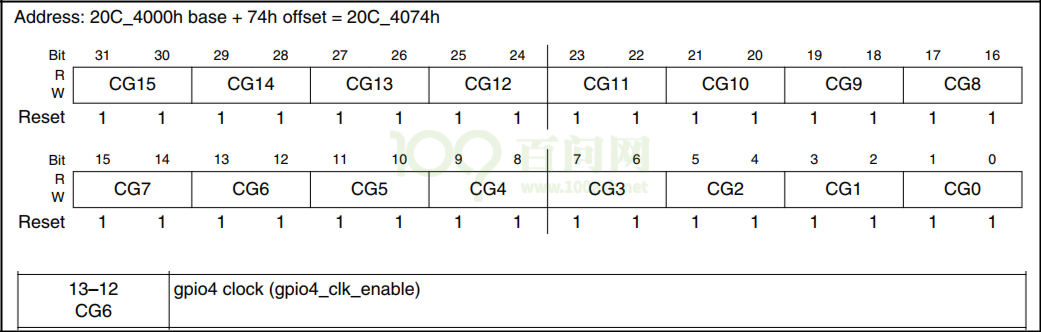 Address: 20C_4000h base + 74h offset = 20C_4074h
Bit 31 30 29 28 27 26 25 24 23 22 21 20 19 18 17 16
R
CG15 CG14 CG13 CG12 CG11 CG10 CG9 CG8
W
Reset 1 1 1 1 1 1 1 1 1 1 1 1 1 1 1 1
百问网
Bit 15 14 13 12 11 10 9 8 7 6 5 4 3 2 1 0
R
CG7 CG6 CG5 CG4 CG3 CG2 CG1 CG0
W
Reset 1 1 1 1 1 1 1 1 1 1 1 1 1 1 1 1
13–12 gpio4 clock (gpio4_clk_enable)
CG6